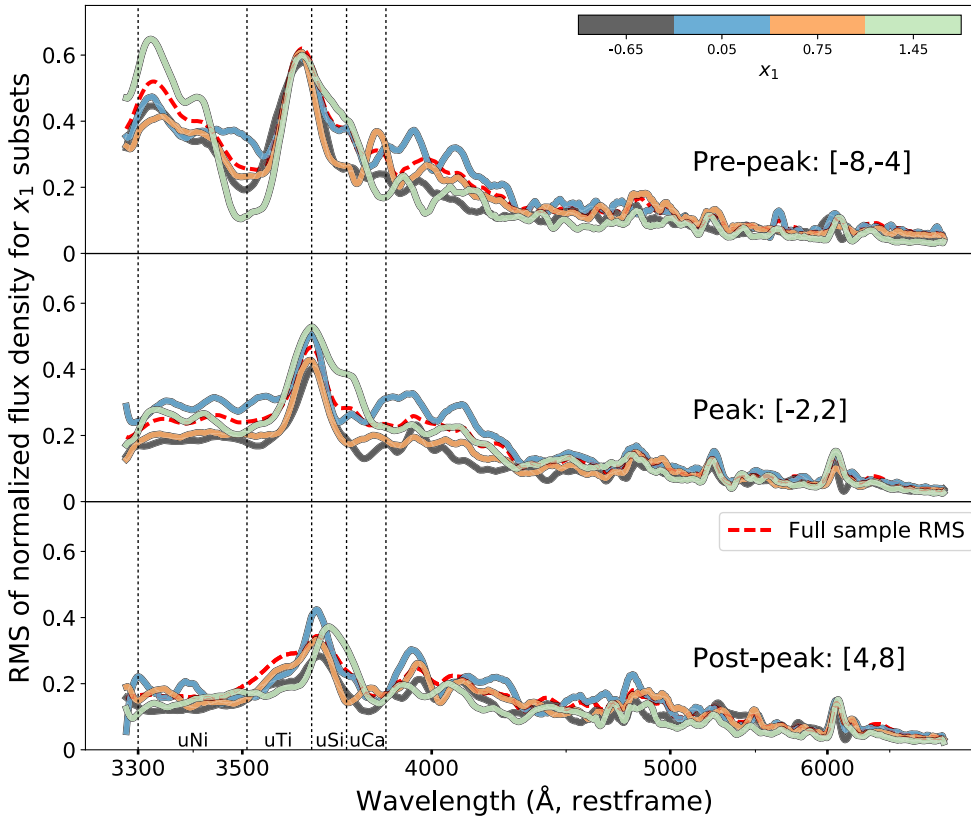 RMS of normalized flux density for x₁ subsets
0.6
0.4
0.2
0
-0.65 0.05 0.75 1.45
x₁
Pre-peak: [-8,-4]
0.6
0.4
0.2
0
Peak: [-2,2]
0.6
0.4
0.2
0
Full sample RMS
Post-peak: [4,8]
uNi uTi uSi uCa
3300 3500 4000 5000 6000
Wavelength (Å, restframe)